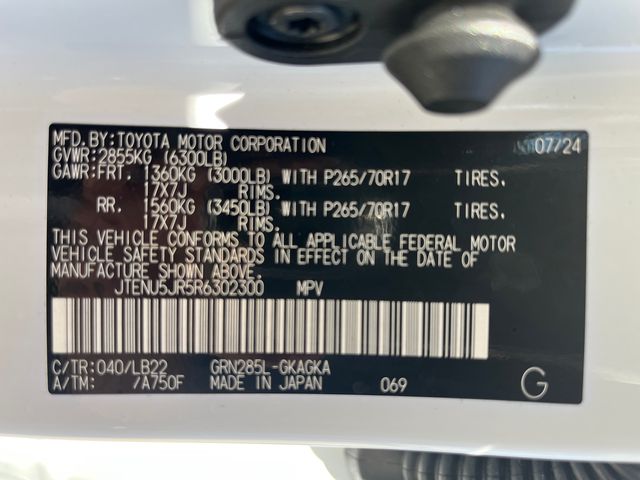 MFD.BY:TOYOTA MOTOR CORPORATION 07/24
GVWR:2855KG (6300LB)
GAWR:FRT. 1360KG (3000LB) WITH P265/70R17 TIRES.
17X7J RIMS.
RR. 1560KG (3450LB) WITH P265/70R17 TIRES.
17X7J RIMS.
THIS VEHICLE CONFORMS TO ALL APPLICABLE FEDERAL MOTOR
VEHICLE SAFETY STANDARDS IN EFFECT ON THE DATE OF
MANUFACTURE SHOWN ABOVE.
JTENU5JR5R6302300 MPV
C/TR:040/LB22 GRN285L-GKAGKA
A/TM: /A750F MADE IN JAPAN 069 G